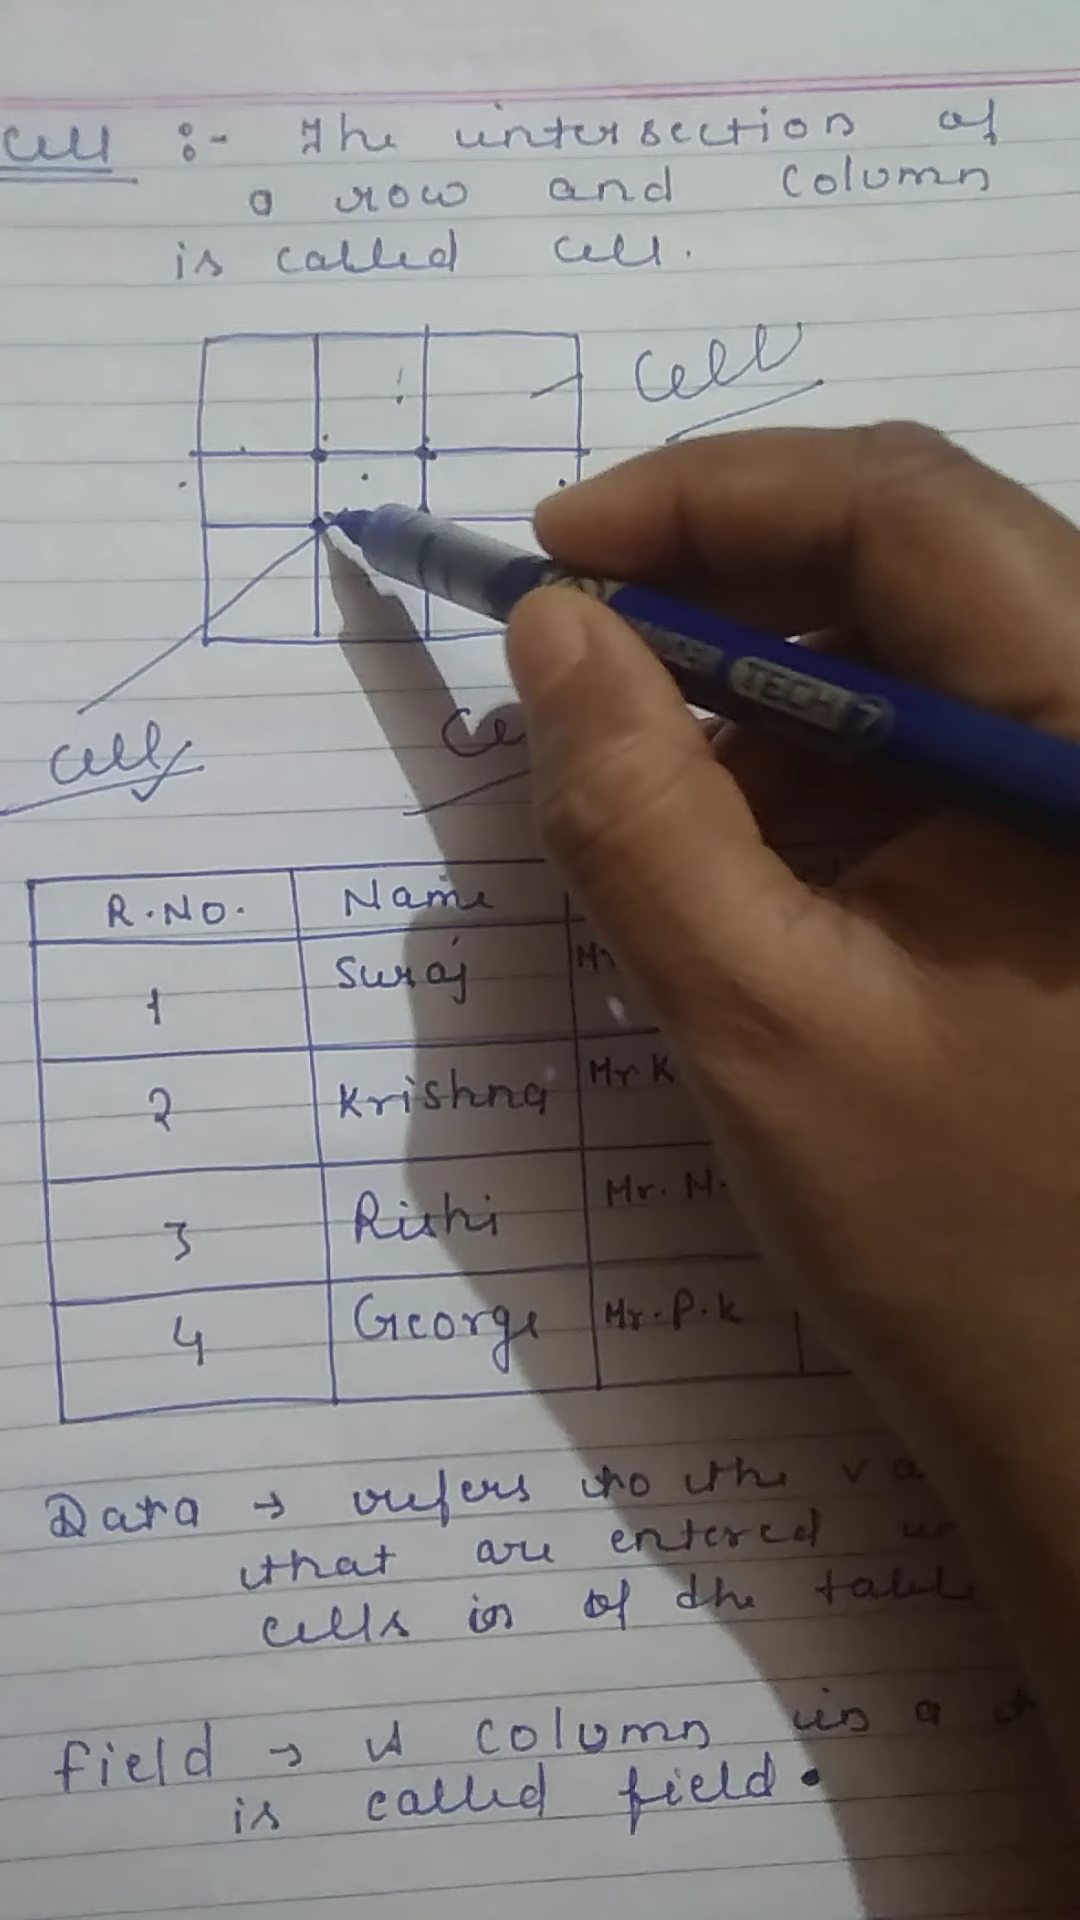 Cell :- The intersection of
a row and column
is called cell.
Cell
Cell
R.NO. Name
1 Suraj
2 Krishna Mr K
3 Rishi Mr. M.
4 George Mr. P. K
Data → refers to the
that are entered
cells in of the table
field → A column in a
is called field.